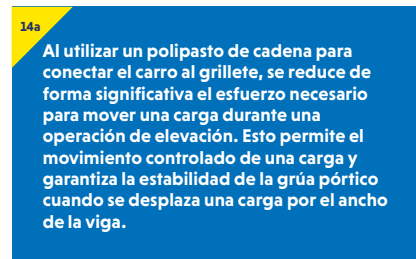 14a
Al utilizar un polipasto de cadena para
conectar el carro al grillete, se reduce de
forma significativa el esfuerzo necesario
para mover una carga durante una
operación de elevación. Esto permite el
movimiento controlado de una carga y
garantiza la estabilidad de la grúa pórtico
cuando se desplaza una carga por el ancho
de la viga.